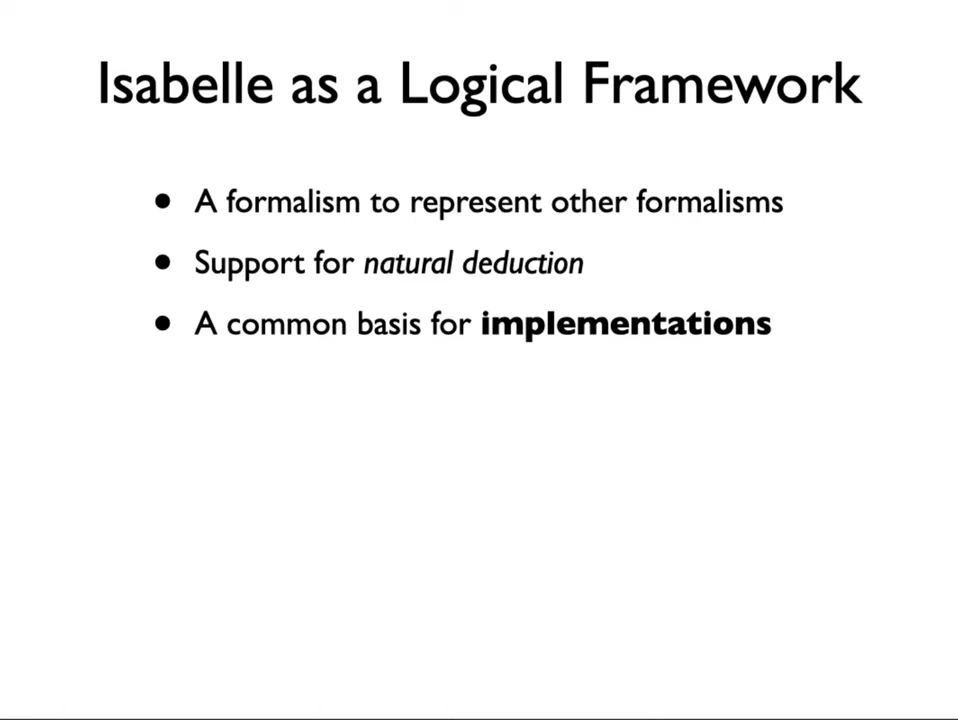 Isabelle as a Logical Framework
• A formalism to represent other formalisms
• Support for natural deduction
• A common basis for implementations